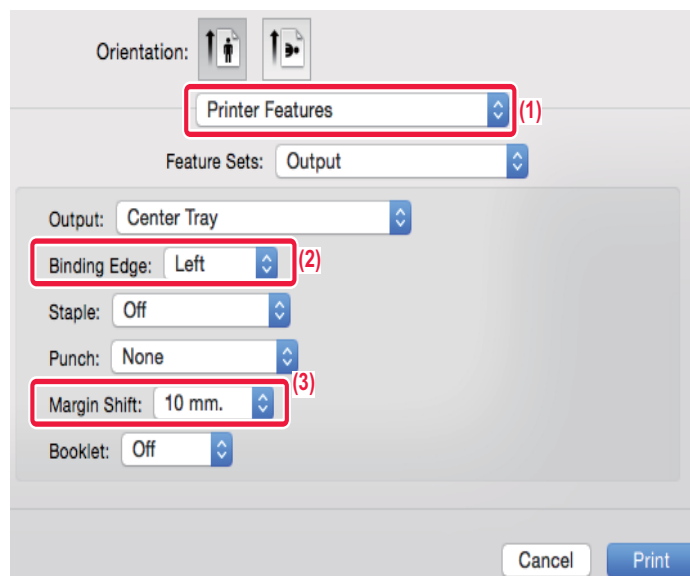 Orientation:
Printer Features (1)
Feature Sets: Output
Output: Center Tray
Binding Edge: Left (2)
Staple: Off
Punch: None
(3)
Margin Shift: 10 mm.
Booklet: Off
Cancel Print